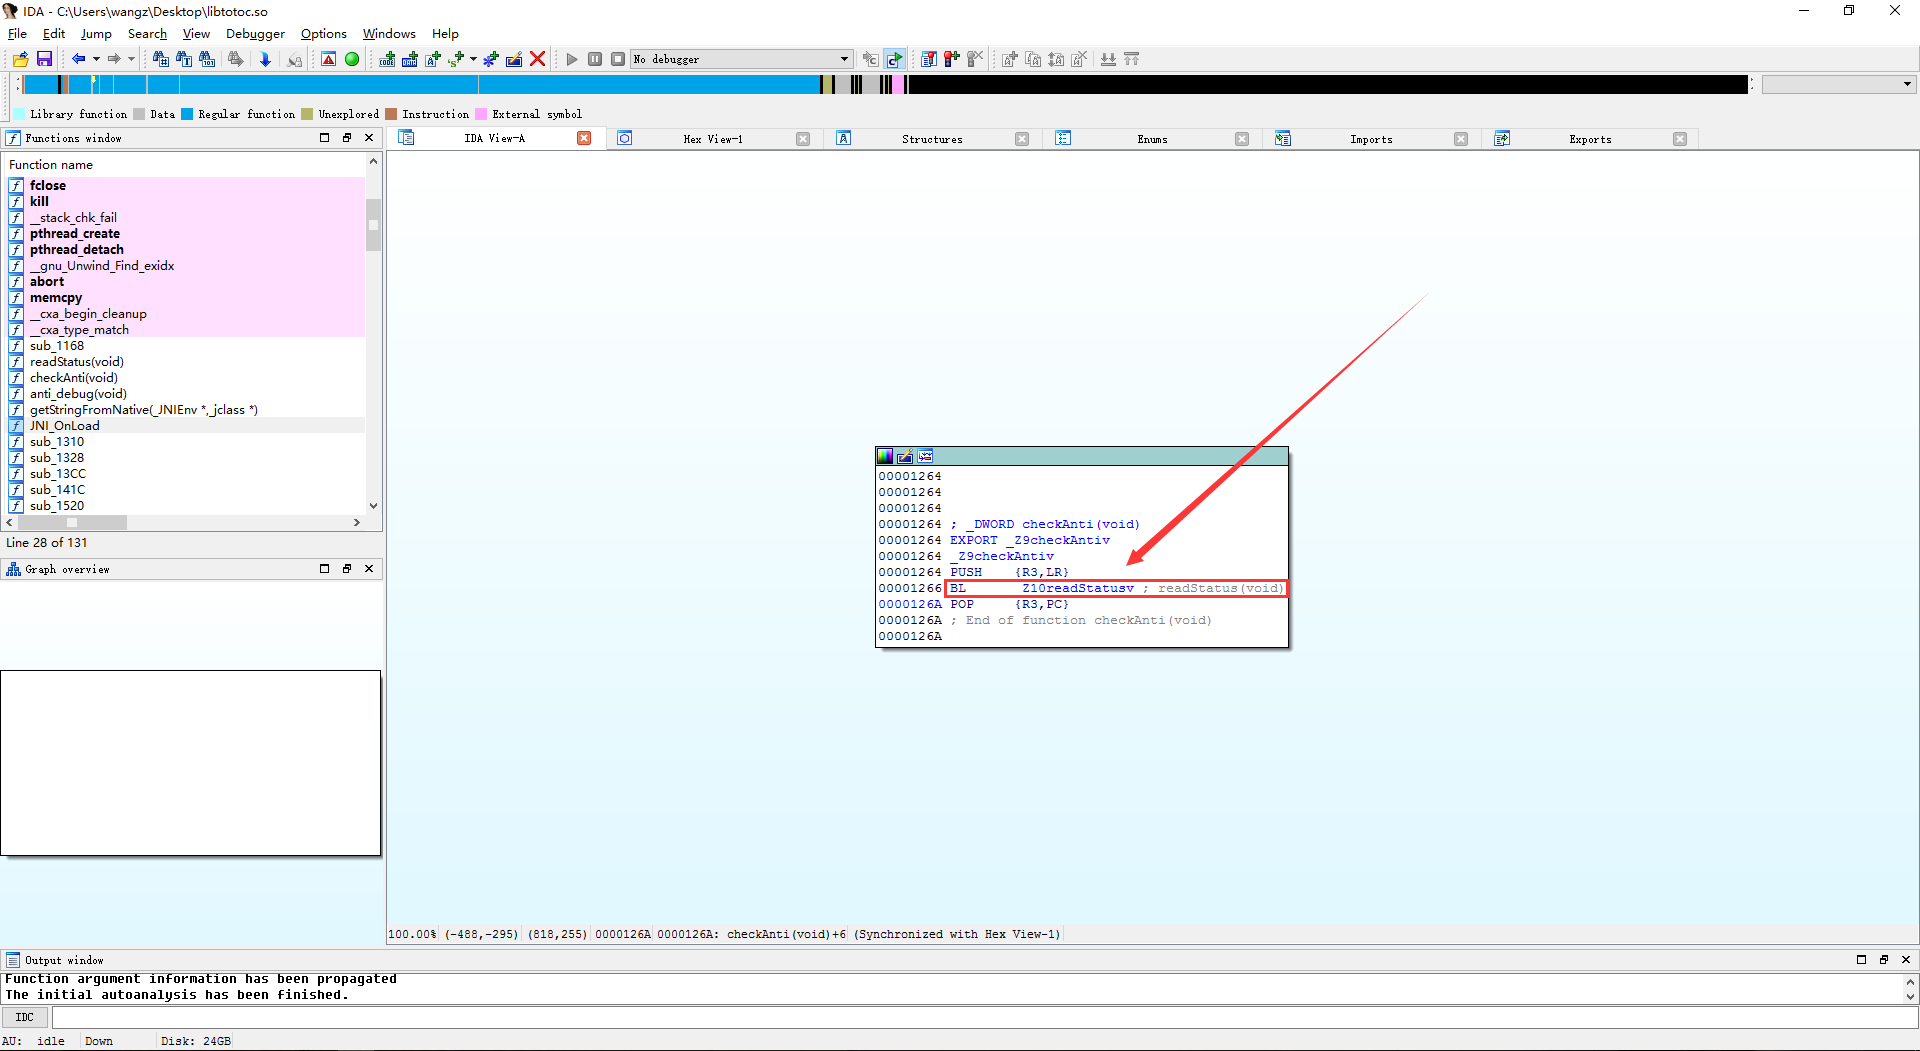 IDA - C:\Users\wangz\Desktop\libtotoc.so
File Edit Jump Search View Debugger Options Windows Help
No debugger
Library function Data Regular function Unexplored Instruction External symbol
Functions window
IDA View-A Hex View-1 Structures Enums Imports Exports
Function name
fclose
kill
__stack_chk_fail
pthread_create
pthread_detach
__gnu_Unwind_Find_exidx
abort
memcpy
__cxa_begin_cleanup
__cxa_type_match
sub_1168
readStatus(void)
checkAnti(void)
anti_debug(void)
getStringFromNative(_JNIEnv *,_jclass *)
JNI_OnLoad
sub_1310
sub_1328
sub_13CC
sub_141C
sub_1520
Line 28 of 131
Graph overview
00001264
00001264
00001264
00001264 ; _DWORD checkAnti(void)
00001264 EXPORT _Z9checkAntiv
00001264 _Z9checkAntiv
00001264 PUSH {R3,LR}
00001266 BL _Z10readStatusv ; readStatus(void)
0000126A POP {R3,PC}
0000126A ; End of function checkAnti(void)
0000126A
100.00% (-488,-295) (818,255) 0000126A 0000126A: checkAnti(void)+6 (Synchronized with Hex View-1)
Output window
Function argument information has been propagated
The initial autoanalysis has been finished.
IDC
AU: idle Down Disk: 24GB